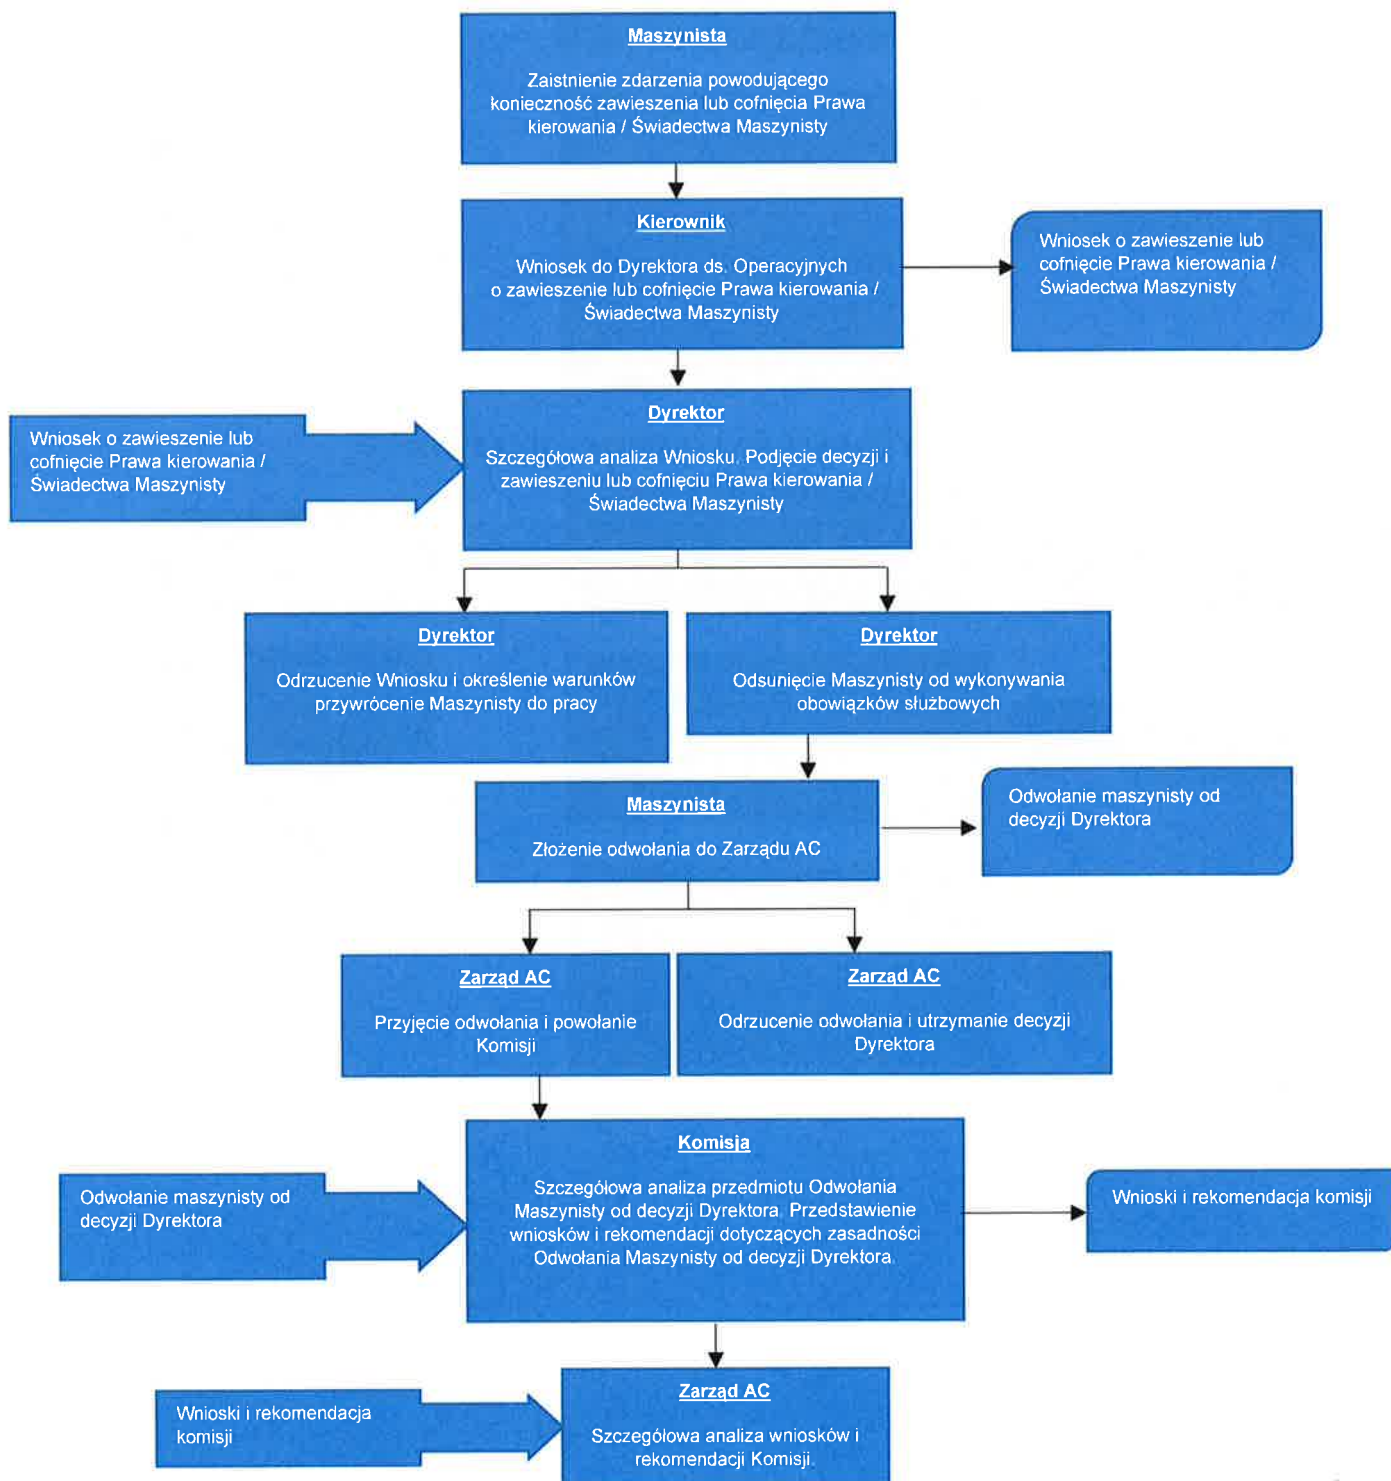 Maszynista
Zaistnienie zdarzenia powodującego
konieczność zawieszenia lub cofnięcia Prawa
kierowania / Świadectwa Maszynisty
Kierownik
Wniosek do Dyrektora ds. Operacyjnych
o zawieszenie lub cofnięcie Prawa kierowania /
Świadectwa Maszynisty
Wniosek o zawieszenie lub
cofnięcie Prawa kierowania /
Świadectwa Maszynisty
Wniosek o zawieszenie lub
cofnięcie Prawa kierowania /
Świadectwa Maszynisty
Dyrektor
Szczegółowa analiza Wniosku. Podjęcie decyzji i
zawieszeniu lub cofnięciu Prawa kierowania /
Świadectwa Maszynisty
Dyrektor
Odrzucenie Wniosku i określenie warunków
przywrócenie Maszynisty do pracy
Dyrektor
Odsunięcie Maszynisty od wykonywania
obowiązków służbowych
Maszynista
Złożenie odwołania do Zarządu AC
Odwołanie maszynisty od
decyzji Dyrektora
Zarząd AC
Przyjęcie odwołania i powołanie
Komisji
Zarząd AC
Odrzucenie odwołania i utrzymanie decyzji
Dyrektora
Odwołanie maszynisty od
decyzji Dyrektora
Komisja
Szczegółowa analiza przedmiotu Odwołania
Maszynisty od decyzji Dyrektora. Przedstawienie
wniosków i rekomendacji dotyczących zasadności
Odwołania Maszynisty od decyzji Dyrektora.
Wnioski i rekomendacja komisji
Wnioski i rekomendacja
komisji
Zarząd AC
Szczegółowa analiza wniosków i
rekomendacji Komisji.